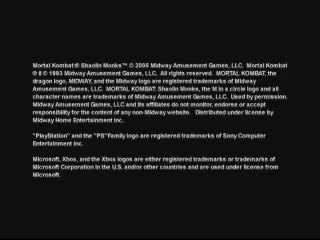 Mortal Kombat® Shaolin Monks™ © 2005 Midway Amusement Games, LLC. Mortal Kombat
® II © 1993 Midway Amusement Games, LLC. All rights reserved. MORTAL KOMBAT, the
dragon logo, MIDWAY, and the Midway logo are registered trademarks of Midway
Amusement Games, LLC. MORTAL KOMBAT: Shaolin Monks, the M in a circle logo and all
character names are trademarks of Midway Amusement Games, LLC. Used by permission.
Midway Amusement Games, LLC and its affiliates do not monitor, endorse or accept
responsibility for the content of any non-Midway website. Distributed under license by
Midway Home Entertainment Inc.
"PlayStation" and the "PS"Family logo are registered trademarks of Sony Computer
Entertainment Inc.
Microsoft, Xbox, and the Xbox logos are either registered trademarks or trademarks of
Microsoft Corporation in the U.S. and/or other countries and are used under license from
Microsoft.